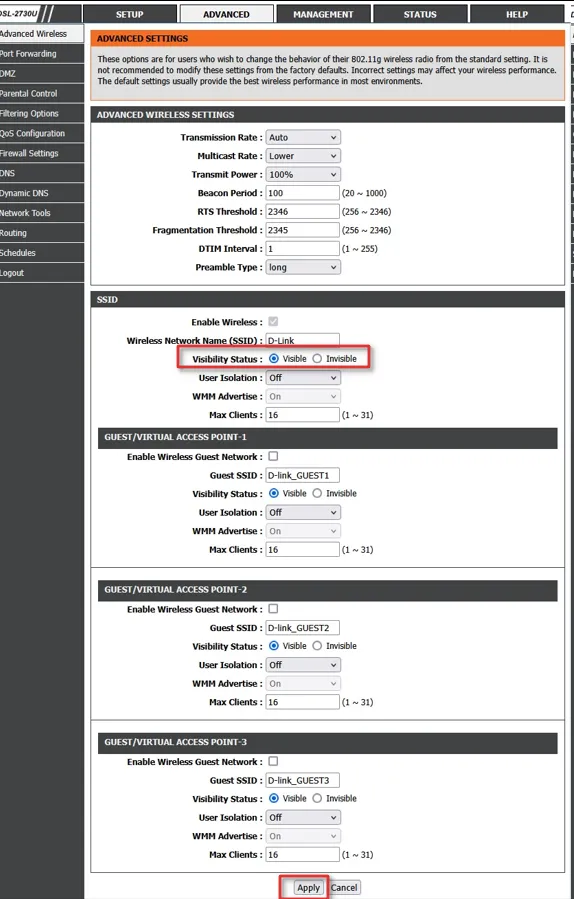 DSL-2730U
SETUP
ADVANCED
MANAGEMENT
STATUS
HELP
Advanced Wireless
Port Forwarding
DMZ
Parental Control
Filtering Options
QoS Configuration
Firewall Settings
DNS
Dynamic DNS
Network Tools
Routing
Schedules
Logout
ADVANCED SETTINGS
These options are for users who wish to change the behavior of their 802.11g wireless radio from the standard setting. It is
not recommended to modify these settings from the factory defaults. Incorrect settings may affect your wireless performance.
The default settings usually provide the best wireless performance in most environments.
ADVANCED WIRELESS SETTINGS
Transmission Rate : Auto
Multicast Rate : Lower
Transmit Power : 100%
Beacon Period : 100 (20 ~ 1000)
RTS Threshold : 2346 (256 ~ 2346)
Fragmentation Threshold : 2345 (256 ~ 2346)
DTIM Interval : 1 (1 ~ 255)
Preamble Type : long
SSID
Enable Wireless :
Wireless Network Name (SSID) : D-Link
Visibility Status : Visible Invisible
User Isolation : Off
WMM Advertise : On
Max Clients : 16 (1 ~ 31)
GUEST/VIRTUAL ACCESS POINT-1
Enable Wireless Guest Network :
Guest SSID : D-link_GUEST1
Visibility Status : Visible Invisible
User Isolation : Off
WMM Advertise : On
Max Clients : 16 (1 ~ 31)
GUEST/VIRTUAL ACCESS POINT-2
Enable Wireless Guest Network :
Guest SSID : D-link_GUEST2
Visibility Status : Visible Invisible
User Isolation : Off
WMM Advertise : On
Max Clients : 16 (1 ~ 31)
GUEST/VIRTUAL ACCESS POINT-3
Enable Wireless Guest Network :
Guest SSID : D-link_GUEST3
Visibility Status : Visible Invisible
User Isolation : Off
WMM Advertise : On
Max Clients : 16 (1 ~ 31)
Apply Cancel